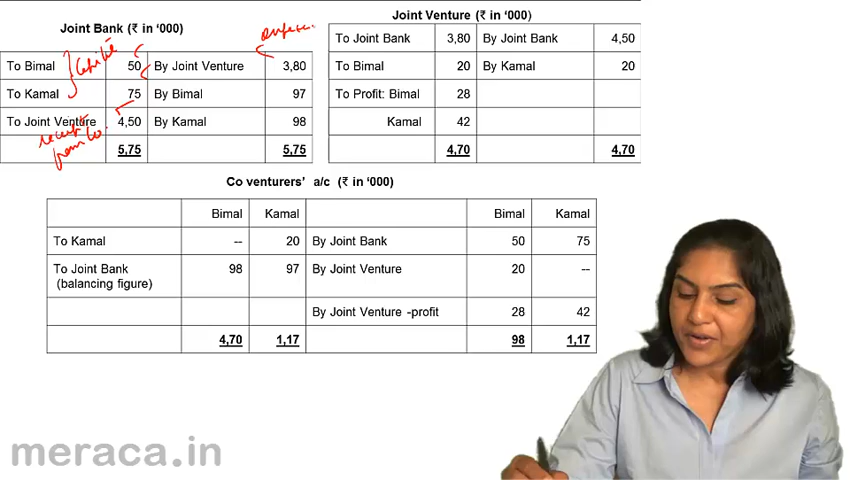 Joint Bank (₹ in '000)
To Bimal 50 By Joint Venture 3,80
To Kamal 75 By Bimal 97
To Joint Venture 4,50 By Kamal 98
5,75 5,75
receipt
from Co.
Joint Venture (₹ in '000)
To Joint Bank 3,80 By Joint Bank 4,50
To Bimal 20 By Kamal 20
To Profit: Bimal 28
Kamal 42
4,70 4,70
Co venturers' a/c (₹ in '000)
Bimal Kamal Bimal Kamal
To Kamal -- 20 By Joint Bank 50 75
To Joint Bank 98 97 By Joint Venture 20 --
(balancing figure)
By Joint Venture -profit 28 42
4,70 1,17 98 1,17
meraca.in